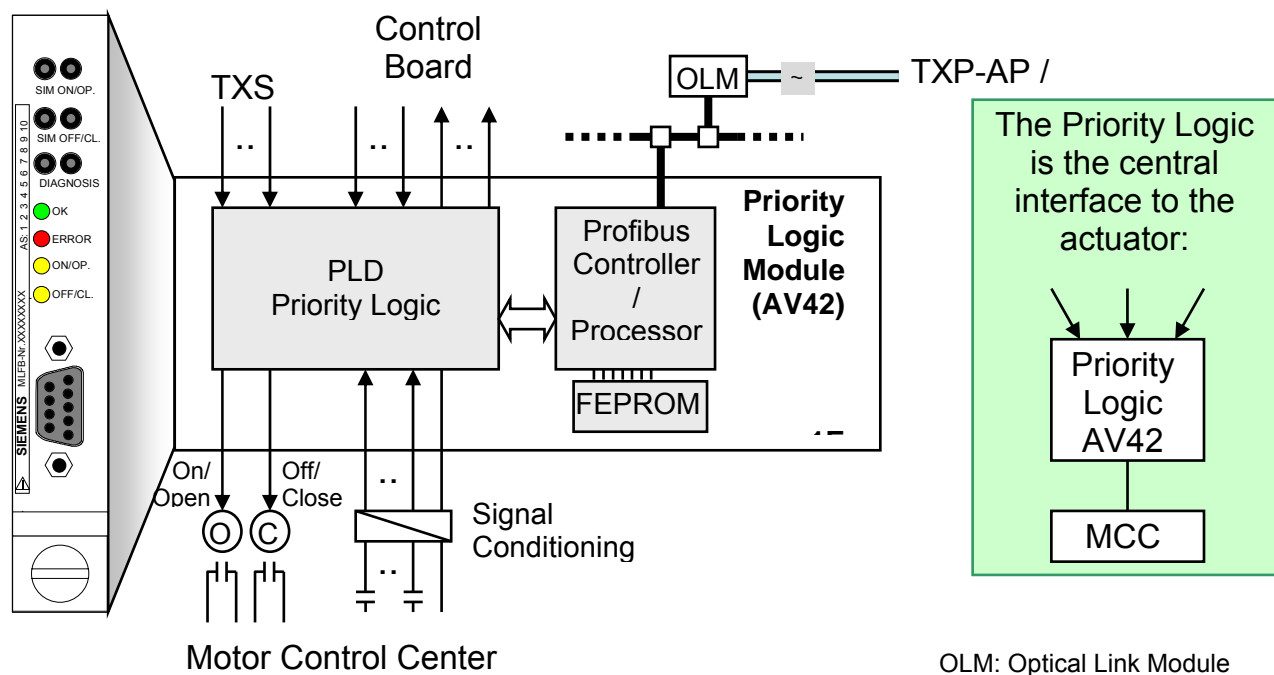 SIM ON/OP.
SIM OFF/CL.
DIAGNOSIS
OK
ERROR
ON/OP.
OFF/CL.
AS: 1 2 3 4 5 6 7 8 9 10
SIEMENS MLFB-Nr.XXXXXXXX
TXS
..
Control
Board
..
..
OLM
~
TXP-AP /
PLD
Priority Logic
Profibus
Controller
/
Processor
FEPROM
Priority
Logic
Module
(AV42)
On/
Open
Off/
Close
O
C
..
..
Signal
Conditioning
Motor Control Center
The Priority Logic
is the central
interface to the
actuator:
Priority
Logic
AV42
MCC
OLM: Optical Link Module